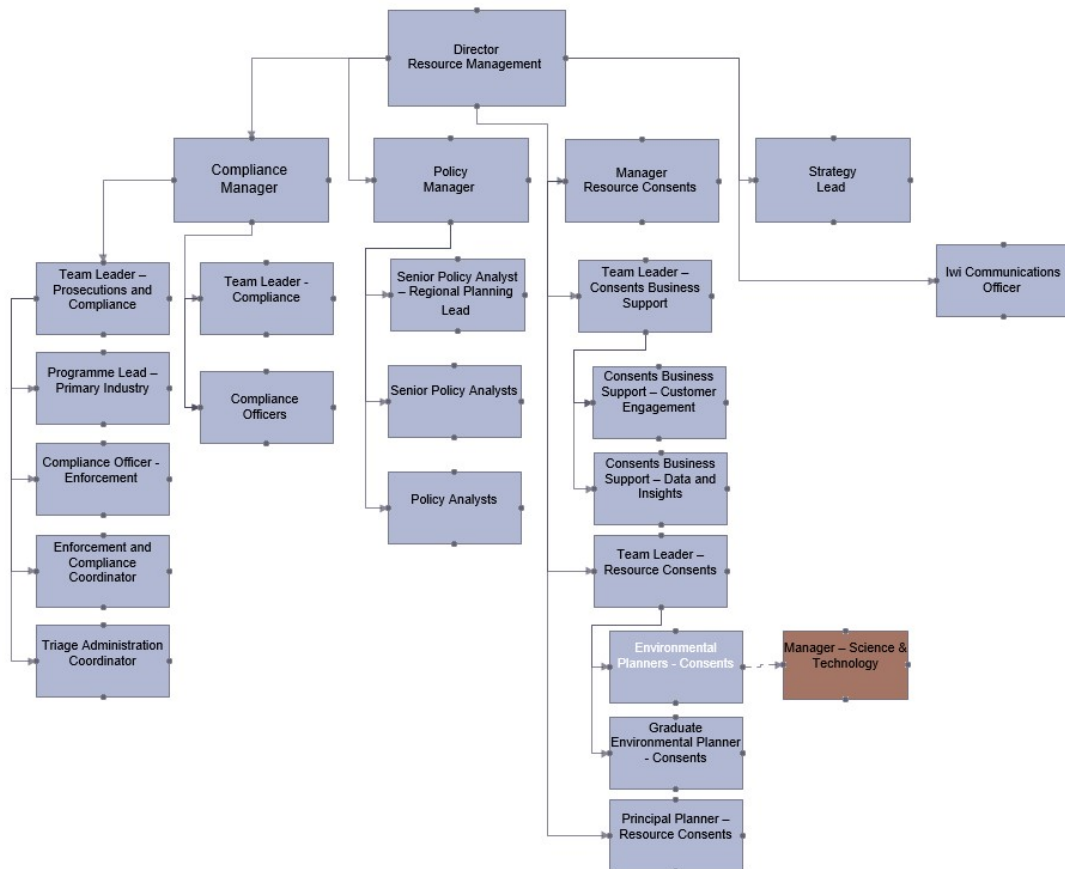 Director
Resource Management
Compliance
Manager
Policy
Manager
Manager
Resource Consents
Strategy
Lead
Team Leader –
Prosecutions and
Compliance
Team Leader -
Compliance
Senior Policy Analyst
– Regional Planning
Lead
Team Leader –
Consents Business
Support
Iwi Communications
Officer
Programme Lead –
Primary Industry
Compliance
Officers
Senior Policy Analysts
Consents Business
Support – Customer
Engagement
Compliance Officer -
Enforcement
Policy Analysts
Consents Business
Support – Data and
Insights
Enforcement and
Compliance
Coordinator
Team Leader –
Resource Consents
Triage Administration
Coordinator
Environmental
Planners - Consents
Manager – Science &
Technology
Graduate
Environmental Planner
- Consents
Principal Planner –
Resource Consents